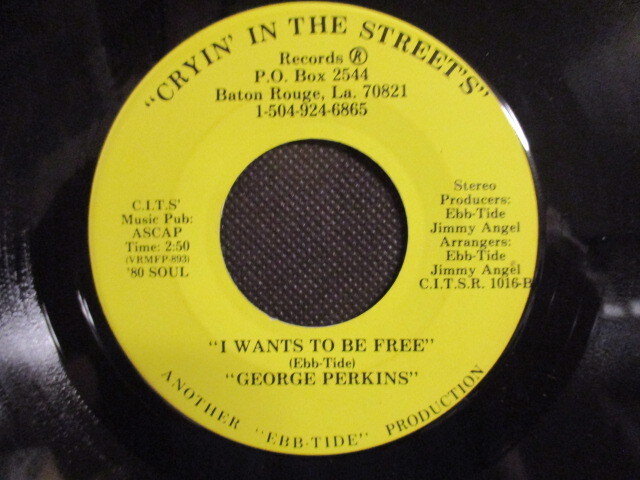 "CRYIN' IN THE STREET'S"
Records ®
P.O. Box 2544
Baton Rouge, La. 70821
1-504-924-6865
C.I.T.S'
Music Pub:
ASCAP
Time: 2:50
(VRMFP-893)
'80 SOUL
Stereo
Producers:
Ebb-Tide
Jimmy Angel
Arrangers:
Ebb-Tide
Jimmy Angel
C.I.T.S.R. 1016-B
"I WANTS TO BE FREE"
(Ebb-Tide)
"GEORGE PERKINS"
ANOTHER "EBB-TIDE" PRODUCTION